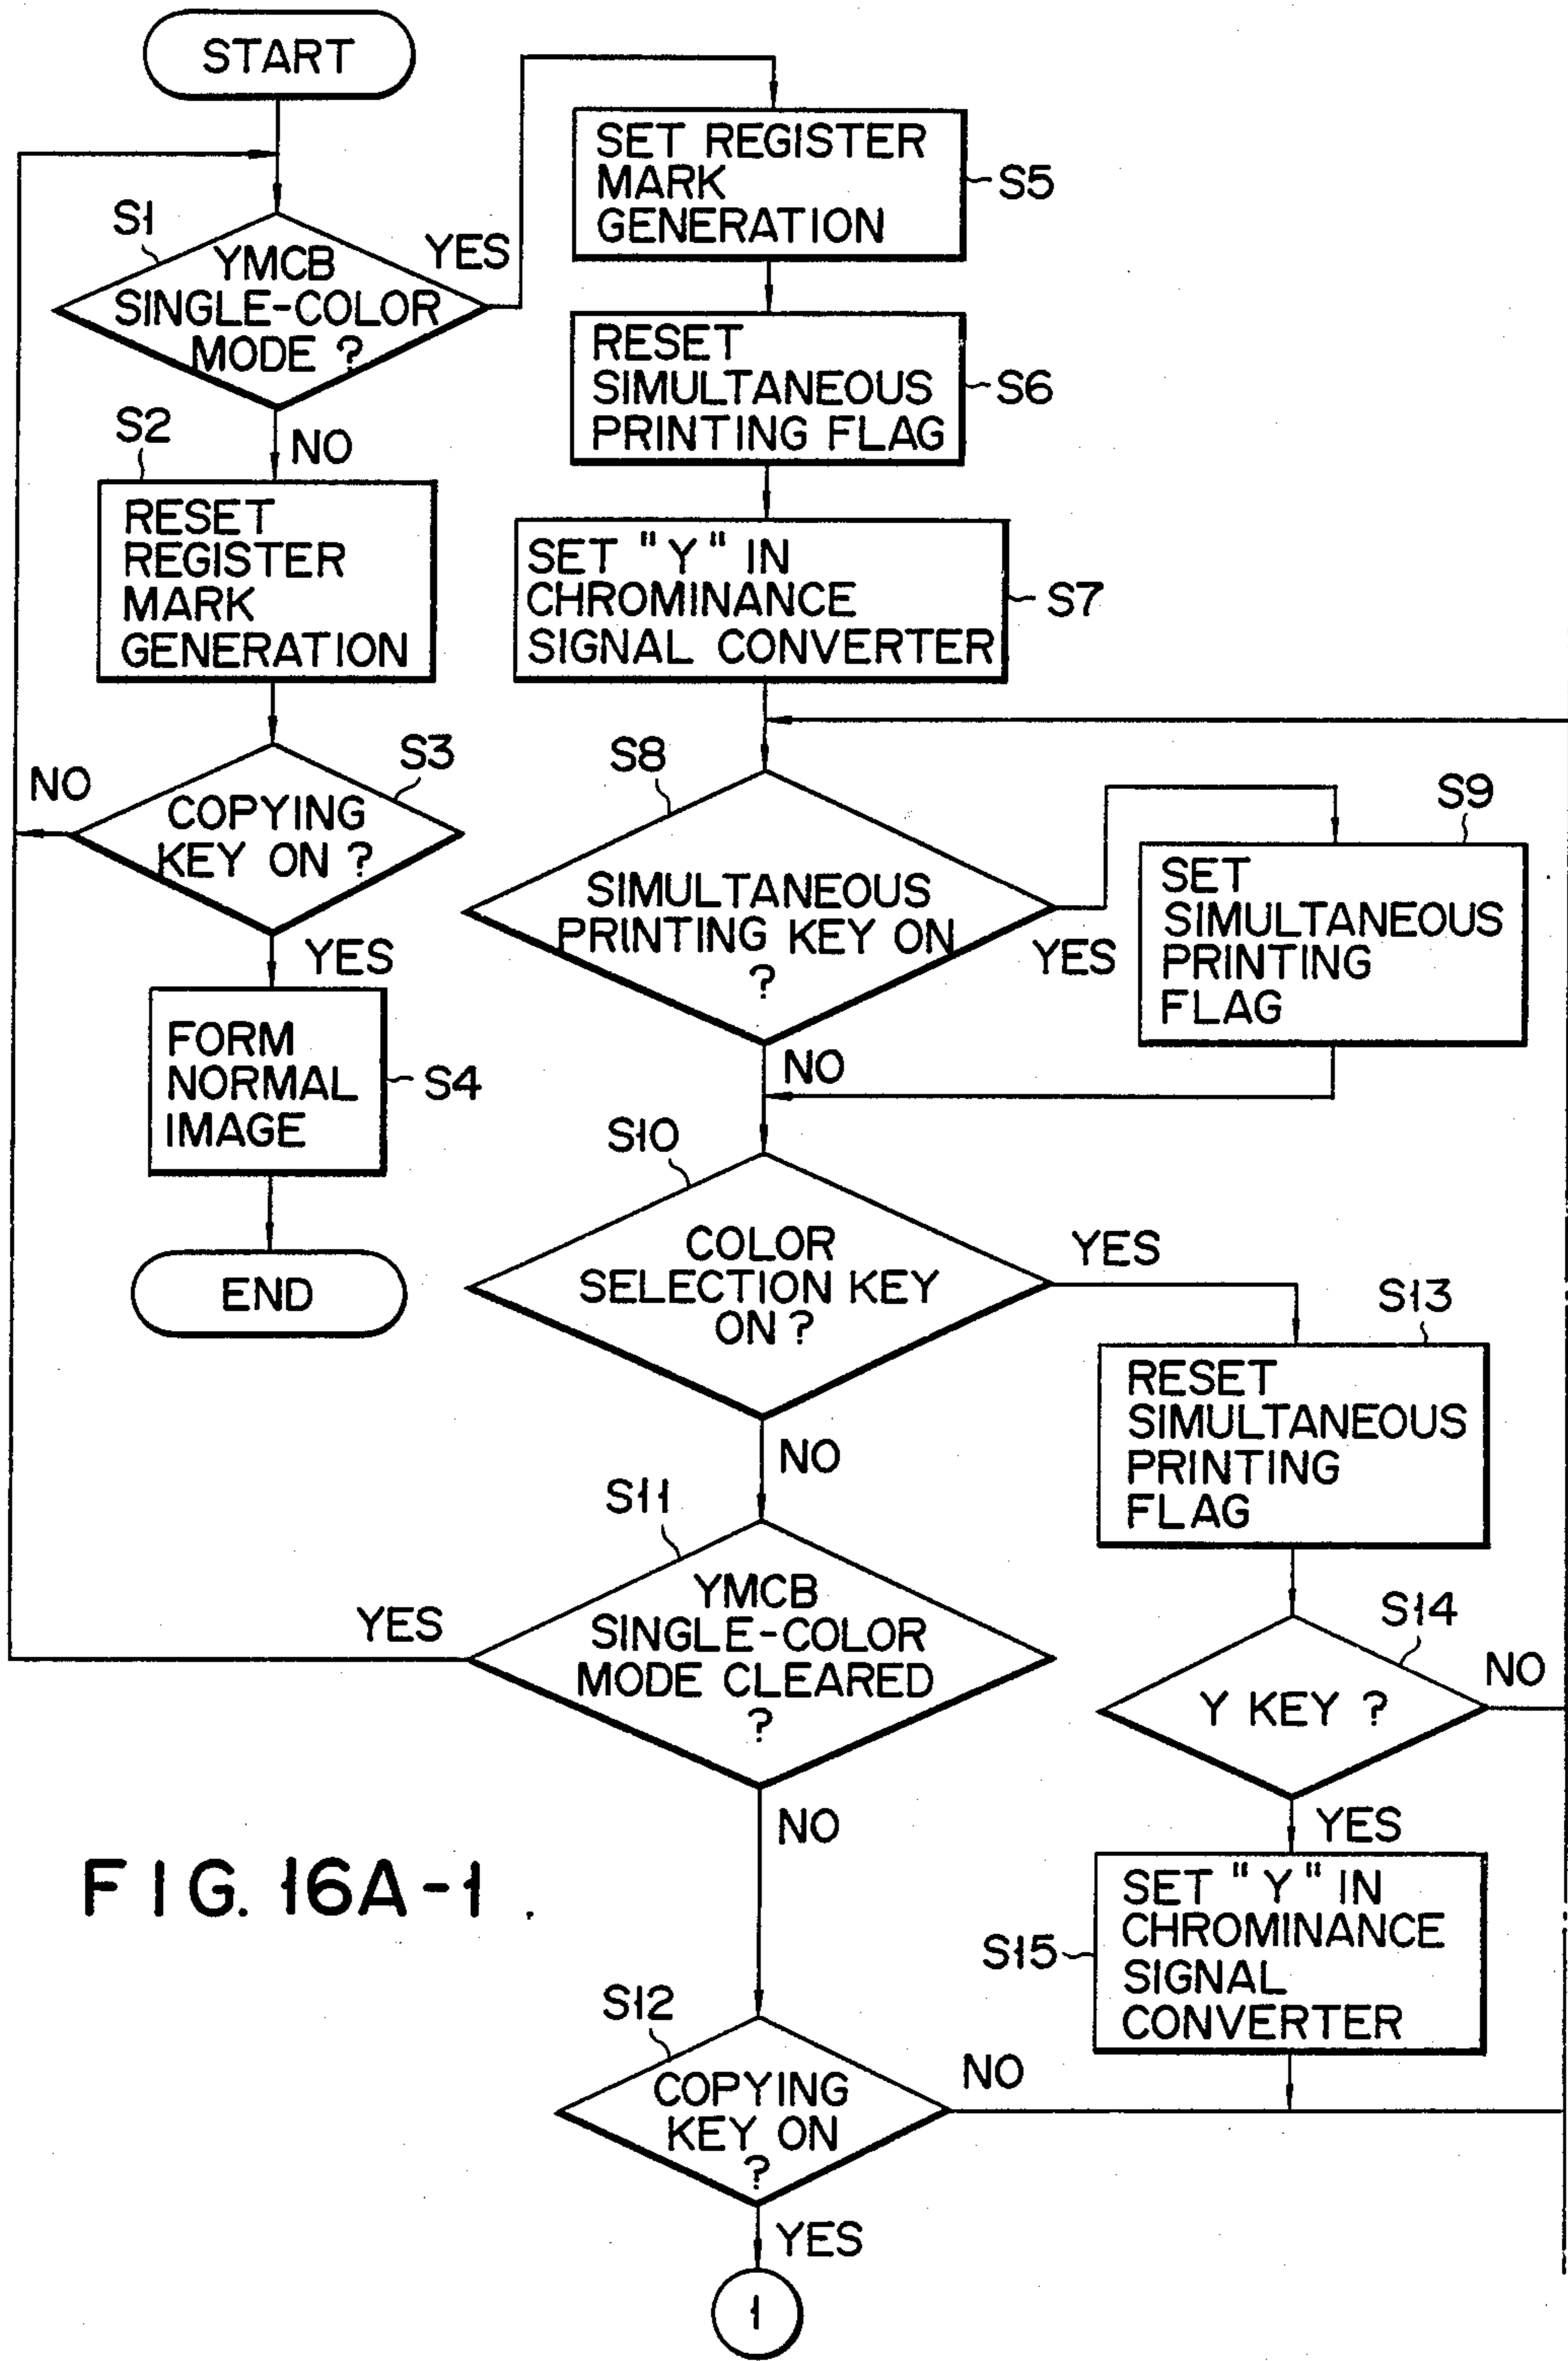 START
S1
YMCB
SINGLE-COLOR
MODE ?
YES
NO
S2
RESET
REGISTER
MARK
GENERATION
S3
NO
COPYING
KEY ON ?
YES
FORM
NORMAL
IMAGE
S4
END
SET REGISTER
MARK
GENERATION
S5
RESET
SIMULTANEOUS
PRINTING FLAG
S6
SET "Y" IN
CHROMINANCE
SIGNAL CONVERTER
S7
S8
SIMULTANEOUS
PRINTING KEY ON
?
YES
NO
S9
SET
SIMULTANEOUS
PRINTING
FLAG
S10
COLOR
SELECTION KEY
ON ?
YES
NO
S11
YMCB
SINGLE-COLOR
MODE CLEARED
?
YES
NO
S13
RESET
SIMULTANEOUS
PRINTING
FLAG
S14
Y KEY ?
NO
YES
S15
SET "Y" IN
CHROMINANCE
SIGNAL
CONVERTER
S12
COPYING
KEY ON
?
NO
YES
1
FIG. 16A-1